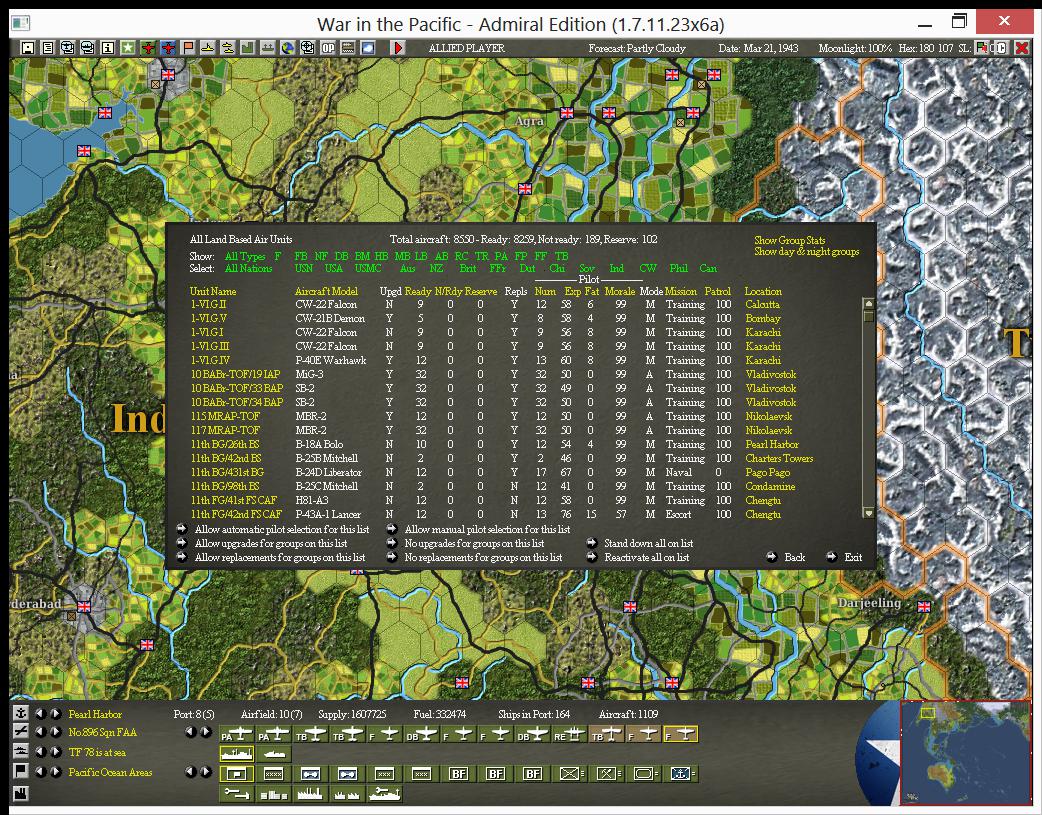 War in the Pacific - Admiral Edition (1.7.11.23x6a)
ALLIED PLAYER Forecast: Partly Cloudy Date: Mar 21, 1943 Moonlight: 100% Hex: 180 107 SL:
Agra
All Land Based Air Units Total aircraft: 8550 - Ready: 8259, Not ready: 189, Reserve: 102 Show Group Stats
Show day & night groups
Show: All Types F FB NF DB BM HB MB LB AB RC TR PA FP FF TB
Select: All Nations USN USA USMC Aus NZ Brit FFr Dut Chi Sov Ind CW Phil Can
Pilot
Unit Name Aircraft Model Upgd Ready N/Rdy Reserve Repls Num Exp Fat Morale Mode Mission Patrol Location
1-Vl.G.II CW-22 Falcon N 9 0 0 Y 12 58 6 99 M Training 100 Calcutta
1-Vl.G.V CW-21B Demon Y 5 0 0 Y 8 58 4 99 M Training 100 Bombay
1-Vl.G.I CW-22 Falcon N 9 0 0 Y 9 56 8 99 M Training 100 Karachi
1-Vl.G.III CW-22 Falcon N 9 0 0 Y 9 56 8 99 M Training 100 Karachi
1-Vl.G.IV P-40E Warhawk Y 12 0 0 Y 13 60 8 99 M Training 100 Karachi
10 BABr-TOF/19 IAP MiG-3 Y 32 0 0 Y 32 50 0 99 A Training 100 Vladivostok
10 BABr-TOF/33 BAP SB-2 Y 32 0 0 Y 32 49 0 99 A Training 100 Vladivostok
10 BABr-TOF/34 BAP SB-2 Y 32 0 0 Y 32 50 0 99 A Training 100 Vladivostok
115 MRAP-TOF MBR-2 Y 12 0 0 Y 12 50 0 99 M Training 100 Nikolaevsk
117 MRAP-TOF MBR-2 Y 32 0 0 Y 32 50 0 99 A Training 100 Nikolaevsk
11th BG/26th BS B-18A Bolo N 10 0 0 Y 12 54 4 99 M Training 100 Pearl Harbor
11th BG/42nd BS B-25B Mitchell N 2 0 0 Y 2 46 0 99 M Training 100 Charters Towers
11th BG/431st BG B-24D Liberator N 12 0 0 Y 17 67 0 99 M Naval 0 Pago Pago
11th BG/98th BS B-25C Mitchell N 2 0 0 N 12 41 0 99 M Training 100 Condamine
11th FG/41st FS CAF H81-A3 N 12 0 0 N 12 58 0 99 M Training 100 Chengtu
11th FG/42nd FS CAF P-43A-1 Lancer N 12 0 0 N 13 76 15 57 M Escort 100 Chengtu
Allow automatic pilot selection for this list Allow manual pilot selection for this list
Allow upgrades for groups on this list No upgrades for groups on this list Stand down all on list
Allow replacements for groups on this list No replacements for groups on this list Reactivate all on list Back Exit
Ind
T
derabad
Darjeeling
Pearl Harbor Port: 8 (5) Airfield: 10 (7) Supply: 1607725 Fuel: 332474 Ships in Port: 164 Aircraft: 1109
No.896 Sqn FAA PA PA TB TB F DB F F DB RE TB F F
TF 78 is at sea
Pacific Ocean Areas BF BF BF